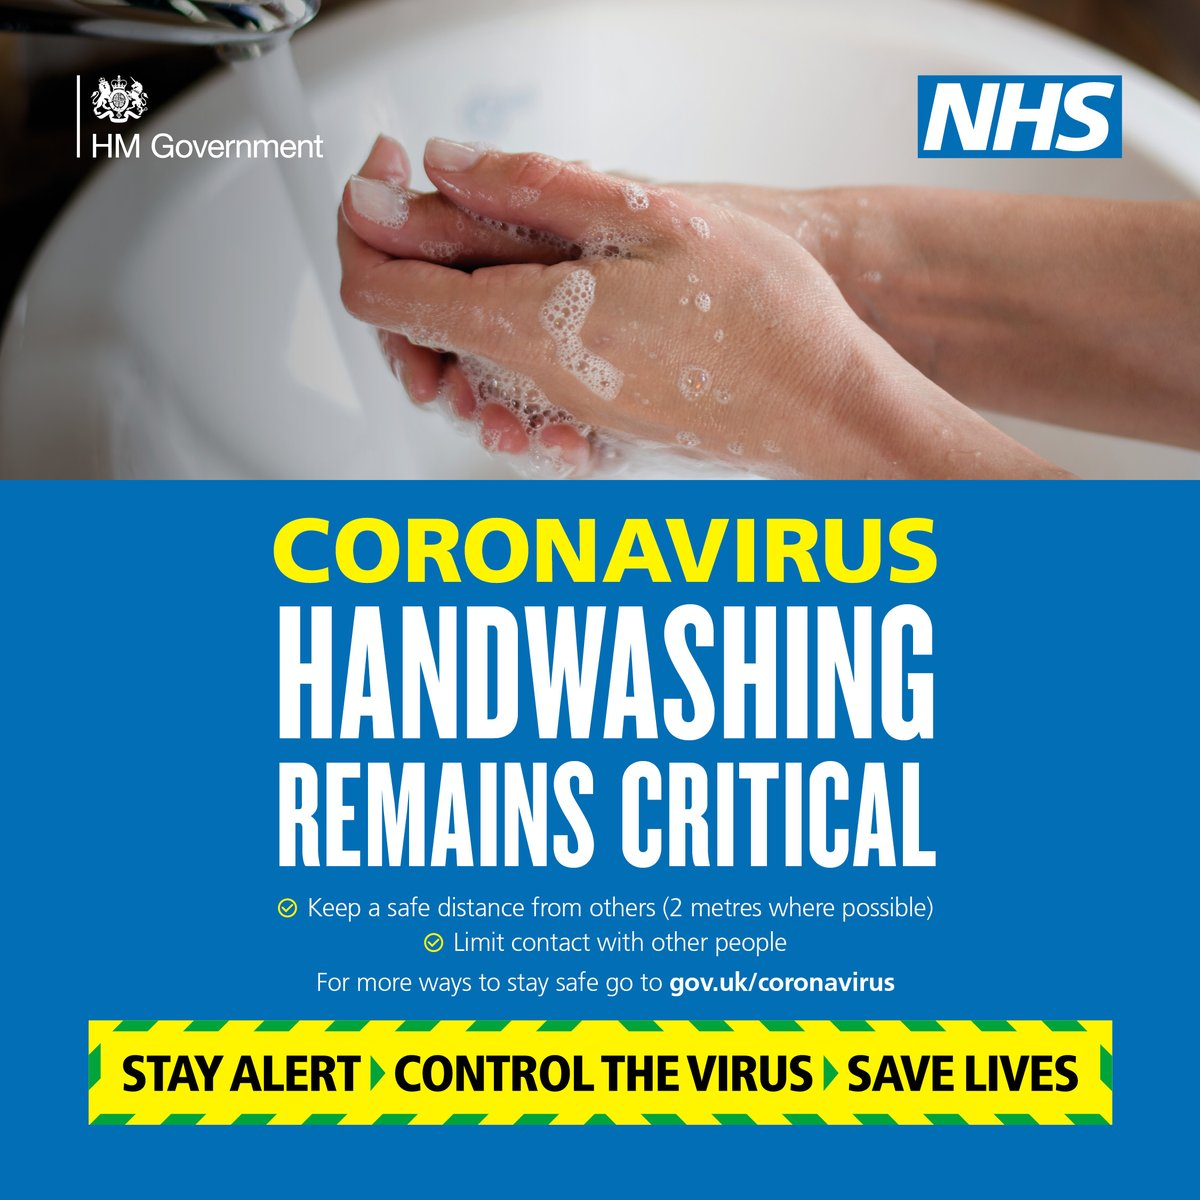 HM Government
NHS
CORONAVIRUS
HANDWASHING
REMAINS CRITICAL
Keep a safe distance from others (2 metres where possible)
Limit contact with other people
For more ways to stay safe go to gov.uk/coronavirus
STAY ALERT CONTROL THE VIRUS SAVE LIVES